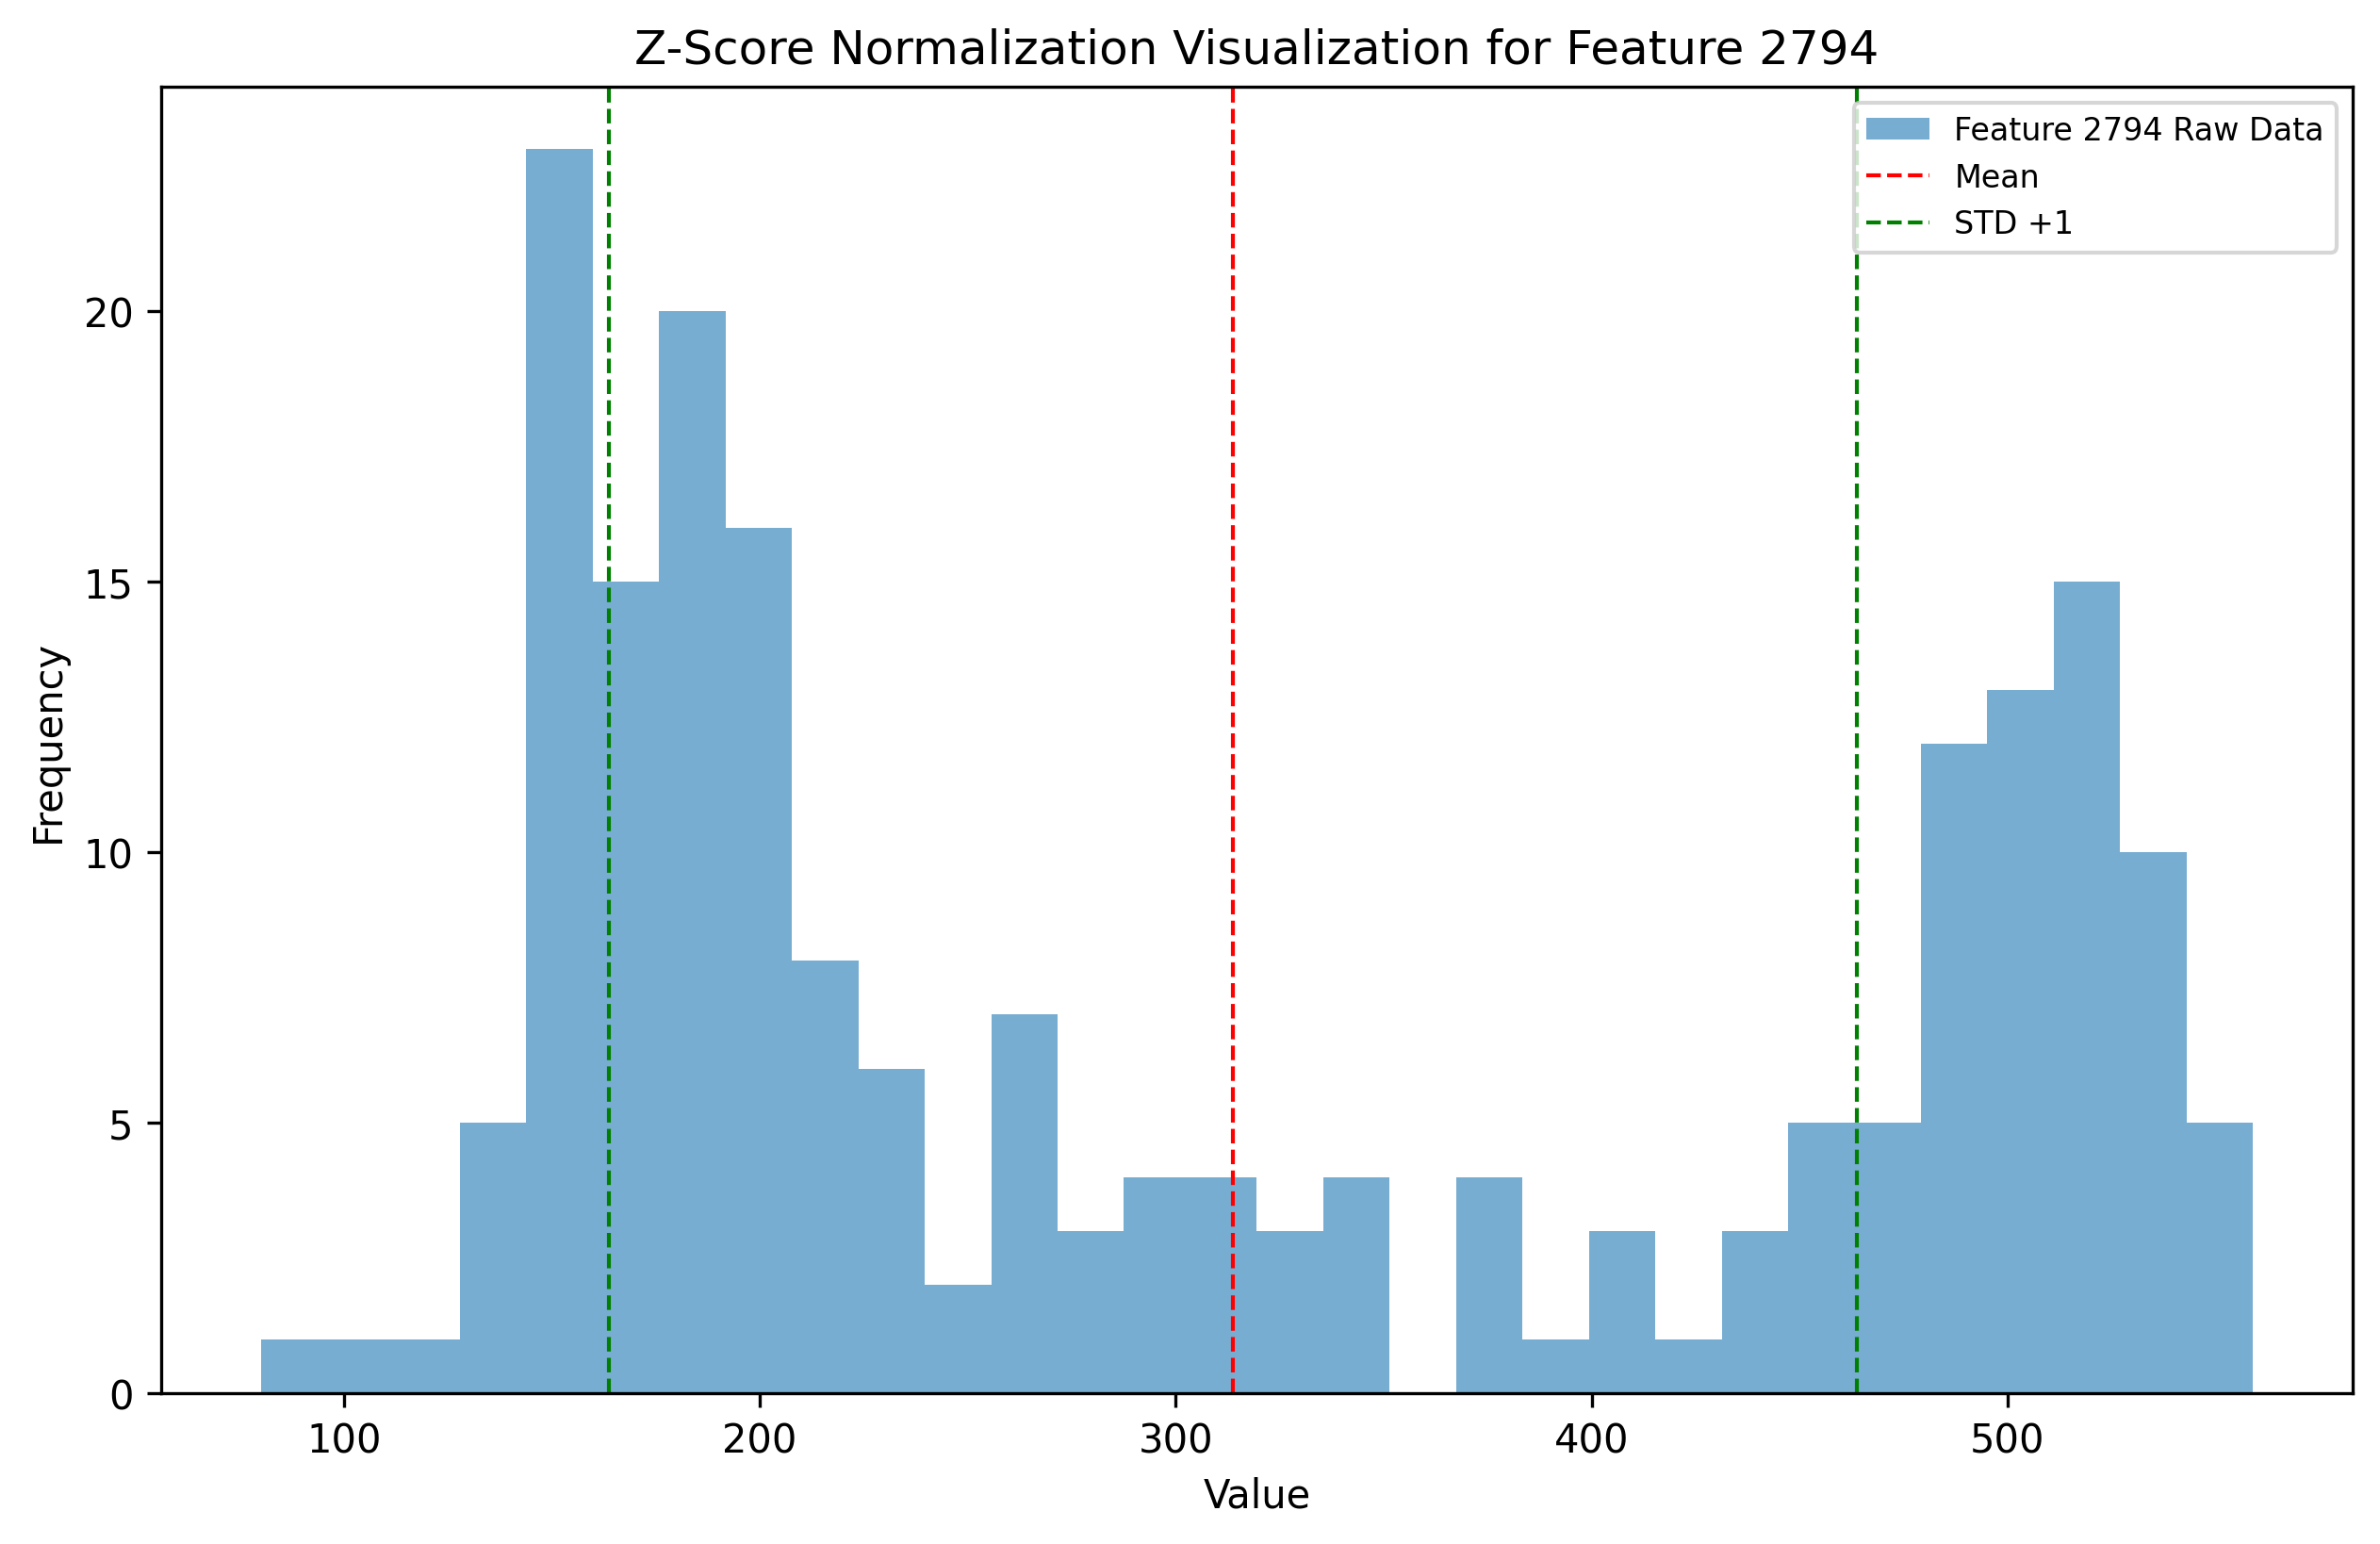 Z-Score Normalization Visualization for Feature 2794
Feature 2794 Raw Data
Mean
STD +1
20
15
10
5
0
Frequency
100 200 300 400 500
Value